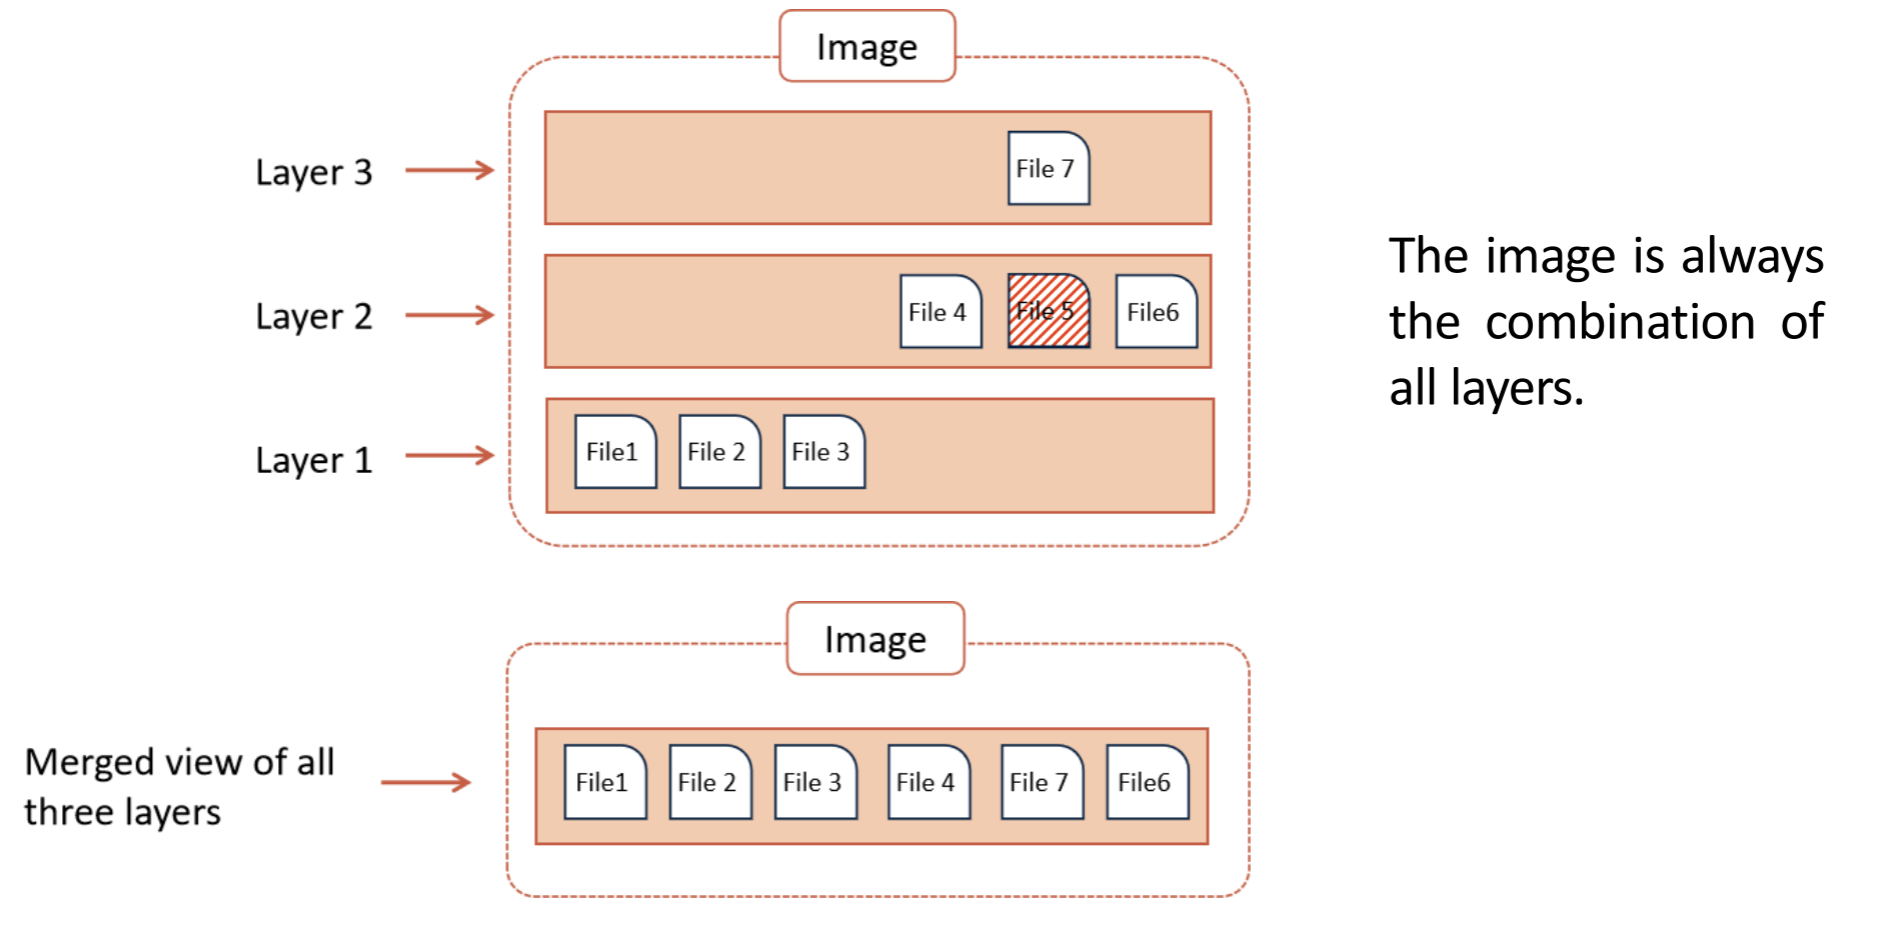 Image
Layer 3
File 7
Layer 2
File 4
File 5
File6
Layer 1
File1
File 2
File 3
The image is always
the combination of
all layers.
Image
Merged view of all
three layers
File1
File 2
File 3
File 4
File 7
File6